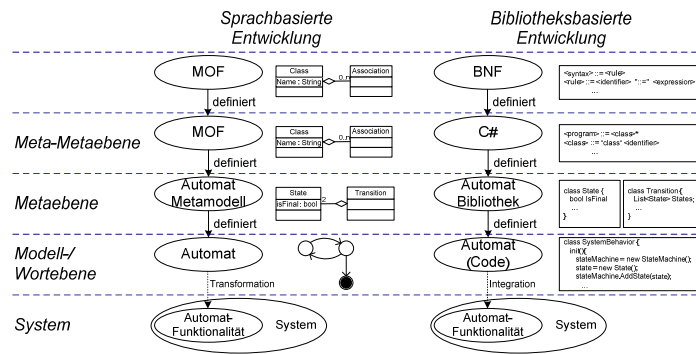 Sprachbasierte
Entwicklung
Bibliotheksbasierte
Entwicklung
MOF
Class
Name : String
0..n
Association
BNF
<syntax> ::= <rule>
<rule> ::= <identifier> "::=" <expression>
...
definiert
definiert
Meta-Metaebene
MOF
Class
Name : String
0..n
Association
C#
<program> ::= <class>*
<class> ::= "class" <identifier>
...
definiert
definiert
Metaebene
Automat
Metamodell
State
isFinal : bool
2
Transition
Automat
Bibliothek
class State {
bool IsFinal
...
}
class Transition {
List<State> States;
...
}
definiert
definiert
Modell-/
Wortebene
Automat
Automat
(Code)
class SystemBehavior {
init(){
stateMachine = new StateMachine();
state = new State();
stateMachine.AddState(state);
...
Transformation
Integration
System
Automat-
Funktionalität
System
Automat-
Funktionalität
System